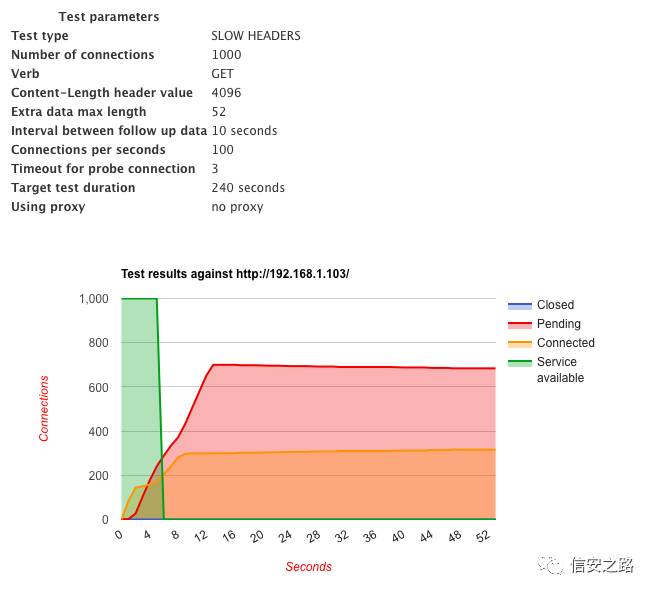 Test parameters
Test type SLOW HEADERS
Number of connections 1000
Verb GET
Content-Length header value 4096
Extra data max length 52
Interval between follow up data 10 seconds
Connections per seconds 100
Timeout for probe connection 3
Target test duration 240 seconds
Using proxy no proxy
Test results against http://192.168.1.103/
1,000
800
600
400
200
0
Connections
0 4 8 12 16 20 24 28 32 36 40 44 48 52
Seconds
Closed
Pending
Connected
Service
available
信安之路